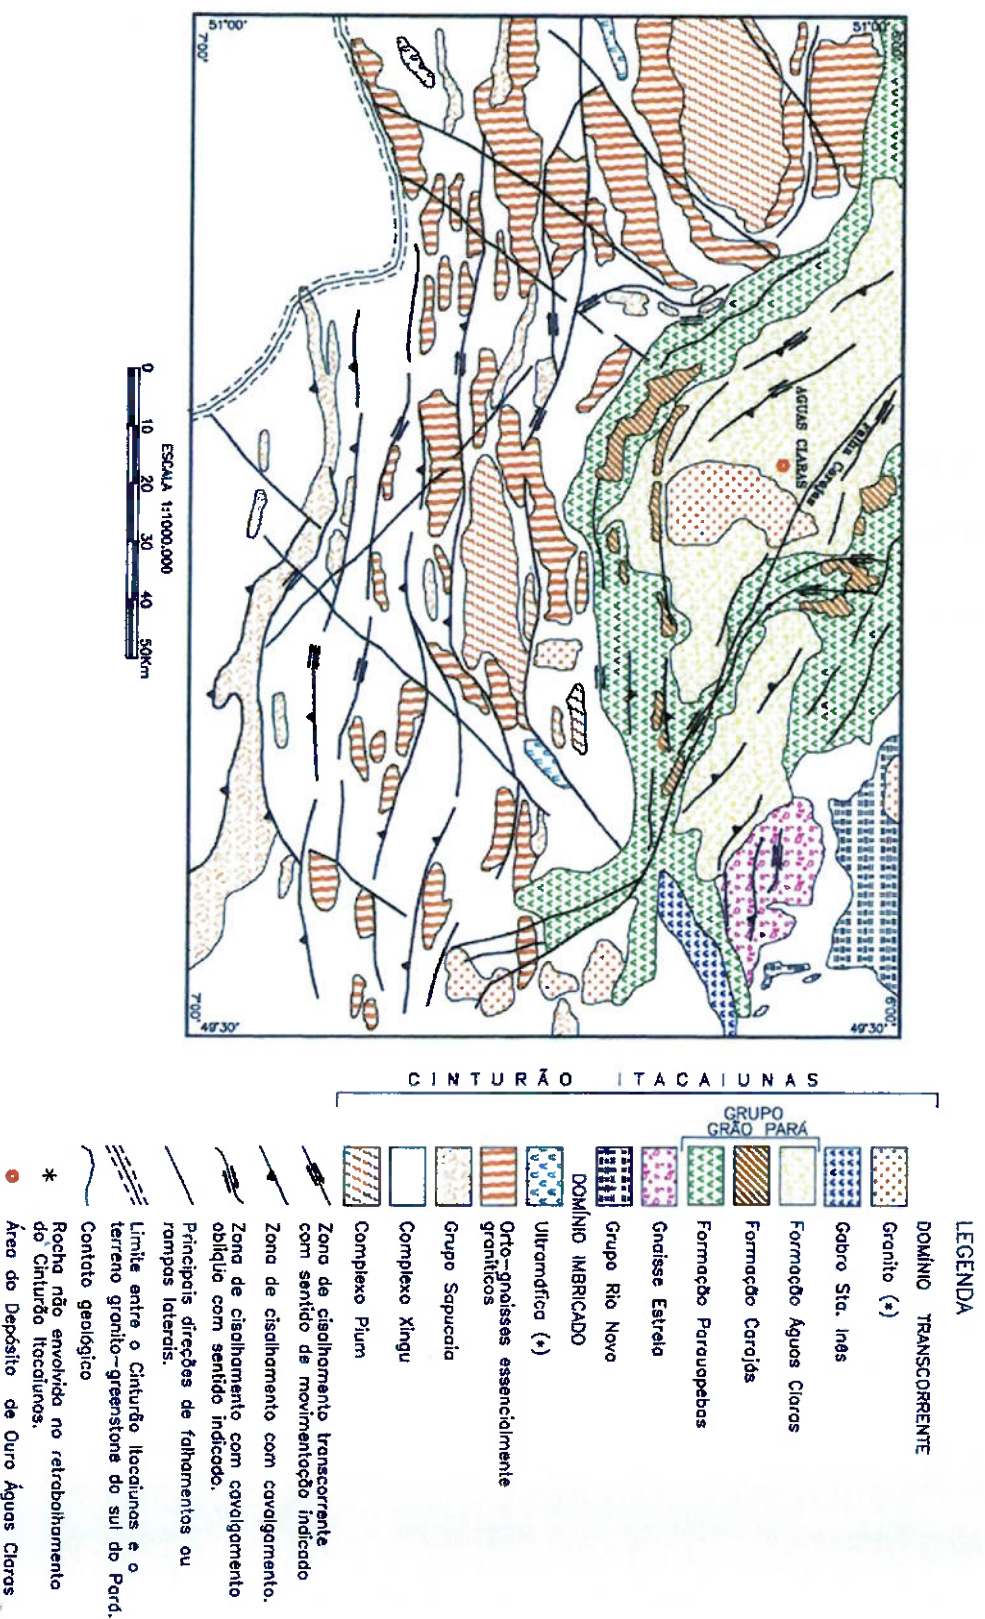 51°00'
51°00'
6°00'
7°00'
ÁGUAS CLARAS
Falha Carajás
7°00'
49°30'
6°00'
49°30'
ESCALA 1:1000.000
0 10 20 30 40 50Km
LEGENDA
CINTURÃO ITACAIUNAS
DOMÍNIO TRANSCORRENTE
Granito (*)
Gabro Sta. Inês
GRUPO
GRÃO PARÁ
Formação Águas Claras
Formação Carajás
Formação Parauapebas
Gnaisse Estrela
Grupo Rio Novo
DOMÍNIO IMBRICADO
Ultramáfica (*)
Orto-gnaisses essencialmente
graníticos
Grupo Sapucaia
Complexo Xingu
Complexo Pium
Zona de cisalhamento transcorrente
com sentido de movimentação indicado
Zona de cisalhamento com cavalgamento.
Zona de cisalhamento com cavalgamento
oblíqua com sentido indicado.
Principais direções de falhamentos ou
rampas laterais.
Limite entre o Cinturão Itacaiunas e o
terreno granito-greenstone do sul do Pará.
Contato geológico
* Rocha não envolvida no retrabalhamento
do Cinturão Itacaiunas.
Área do Depósito de Ouro Águas Claras